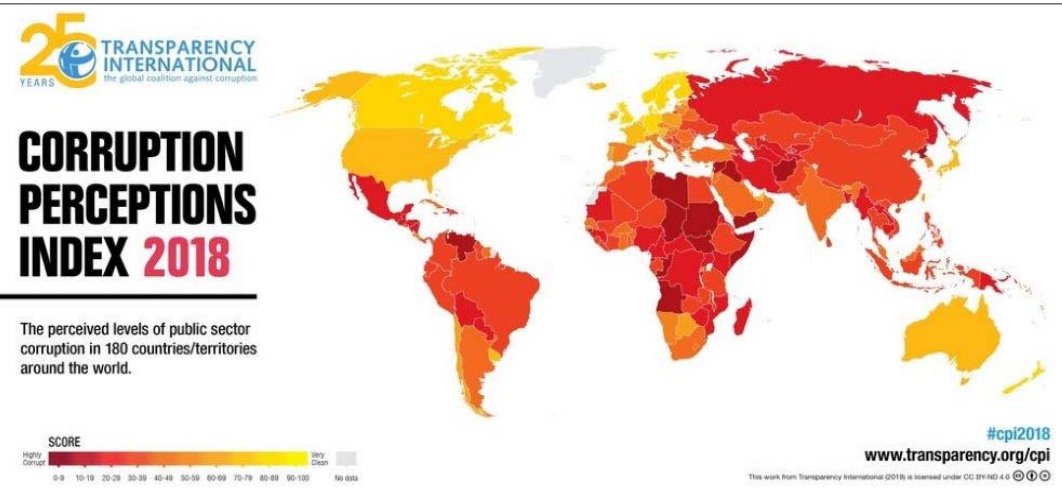 25
YEARS
TRANSPARENCY
INTERNATIONAL
the global coalition against corruption
CORRUPTION
PERCEPTIONS
INDEX 2018
The perceived levels of public sector
corruption in 180 countries/territories
around the world.
SCORE
Highly
Corrupt
Very
Clean
0-9 10-19 20-29 30-39 40-49 50-59 60-69 70-79 80-89 90-100 No data
#cpi2018
www.transparency.org/cpi
This work from Transparency International (2019) is licensed under CC BY-ND 4.0